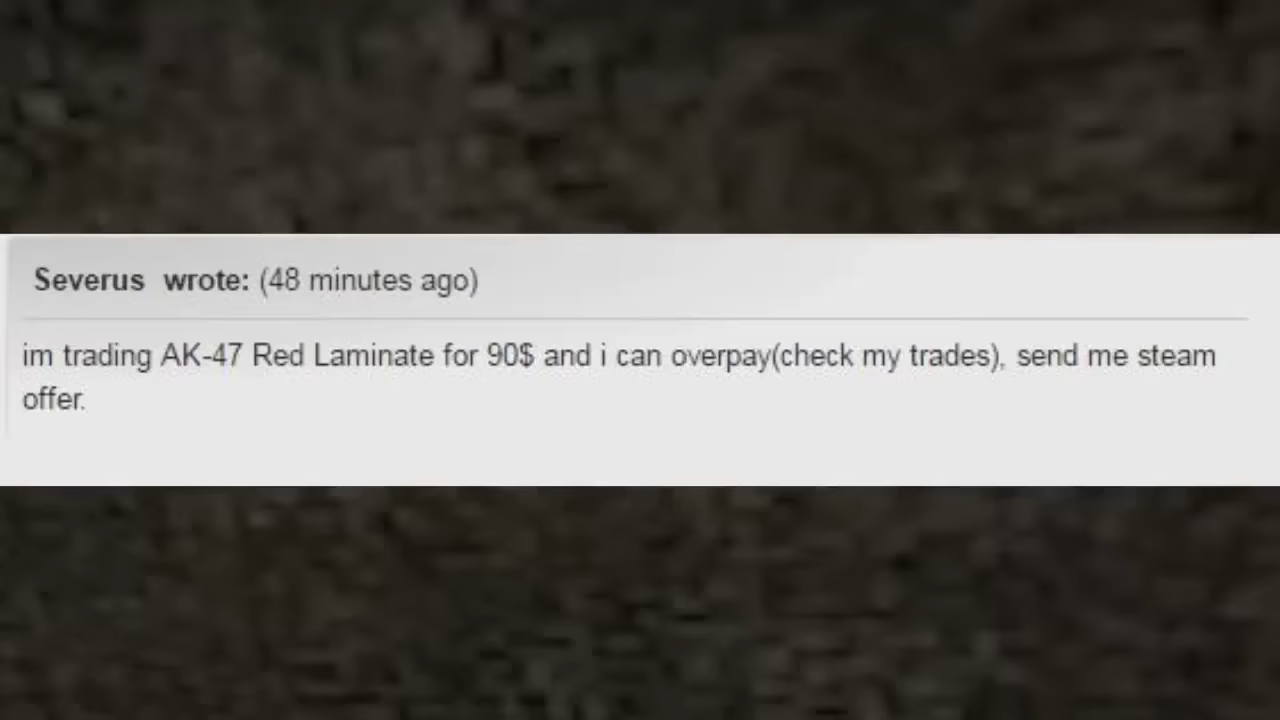 Severus wrote: (48 minutes ago)
im trading AK-47 Red Laminate for 90$ and i can overpay(check my trades), send me steam
offer.